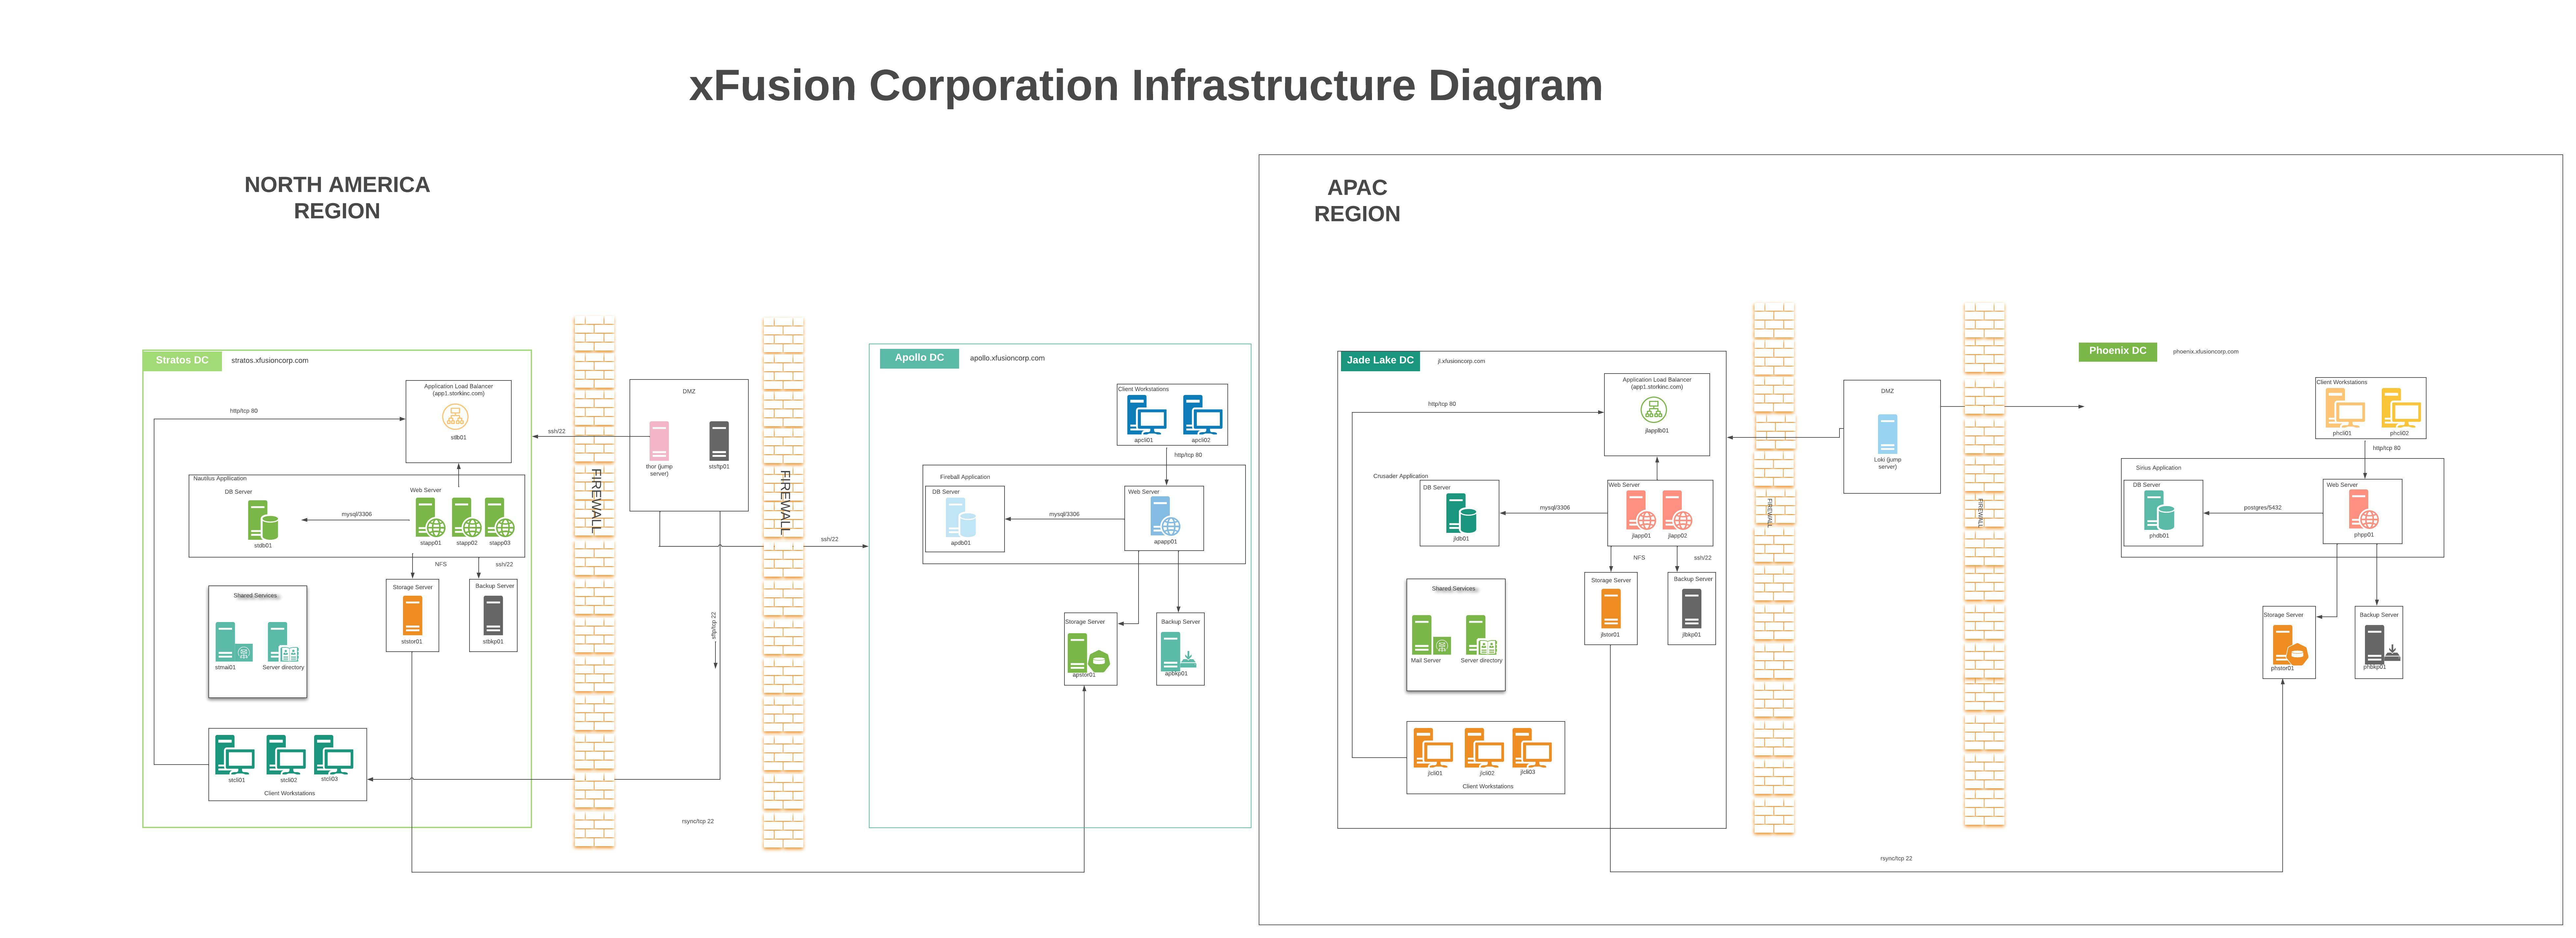 xFusion Corporation Infrastructure Diagram
NORTH AMERICA
REGION
Stratos DC
stratos.xfusioncorp.com
Application Load Balancer
(app1.storkinc.com)
stlb01
http/tcp 80
Nautilus Appllication
DB Server
stdb01
mysql/3306
Web Server
stapp01
stapp02
stapp03
NFS
ssh/22
Storage Server
ststor01
Backup Server
stbkp01
Shared Services
stmai01
Server directory
stcli01
stcli02
stcli03
Client Workstations
FIREWALL
ssh/22
DMZ
thor (jump
server)
stsftp01
sftp/tcp 22
rsync/tcp 22
FIREWALL
ssh/22
Apollo DC
apollo.xfusioncorp.com
Client Workstations
apcli01
apcli02
http/tcp 80
Fireball Application
DB Server
apdb01
mysql/3306
Web Server
apapp01
Storage Server
apstor01
Backup Server
apbkp01
APAC
REGION
Jade Lake DC
jl.xfusioncorp.com
Application Load Balancer
(app1.storkinc.com)
jlapplb01
http/tcp 80
Crusader Application
DB Server
jldb01
mysql/3306
Web Server
jlapp01
jlapp02
NFS
ssh/22
Storage Server
jlstor01
Backup Server
jlbkp01
Shared Services
Mail Server
Server directory
jlcli01
jlcli02
jlcli03
Client Workstations
FIREWALL
DMZ
Loki (jump
server)
rsync/tcp 22
FIREWALL
Phoenix DC
phoenix.xfusioncorp.com
Client Workstations
phcli01
phcli02
http/tcp 80
Sirius Application
DB Server
phdb01
postgres/5432
Web Server
phpp01
Storage Server
phstor01
Backup Server
phbkp01